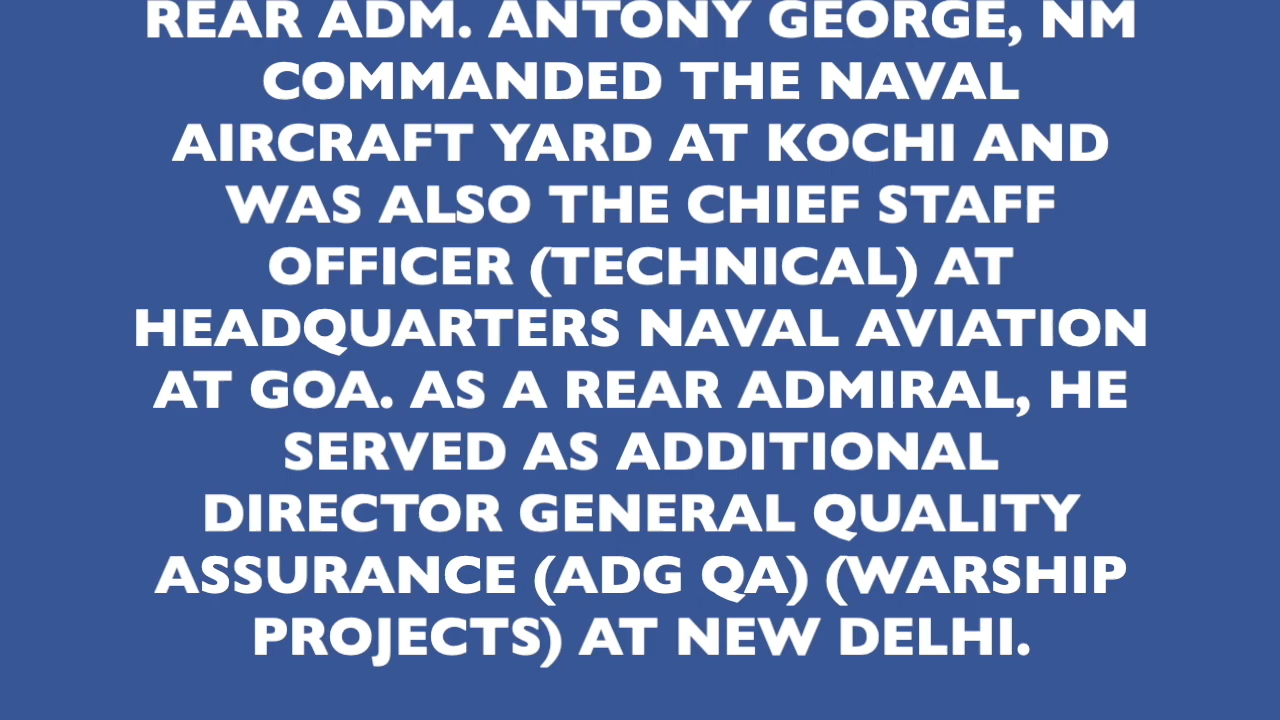 REAR ADM. ANTONY GEORGE, NM
COMMANDED THE NAVAL
AIRCRAFT YARD AT KOCHI AND
WAS ALSO THE CHIEF STAFF
OFFICER (TECHNICAL) AT
HEADQUARTERS NAVAL AVIATION
AT GOA. AS A REAR ADMIRAL, HE
SERVED AS ADDITIONAL
DIRECTOR GENERAL QUALITY
ASSURANCE (ADG QA) (WARSHIP
PROJECTS) AT NEW DELHI.